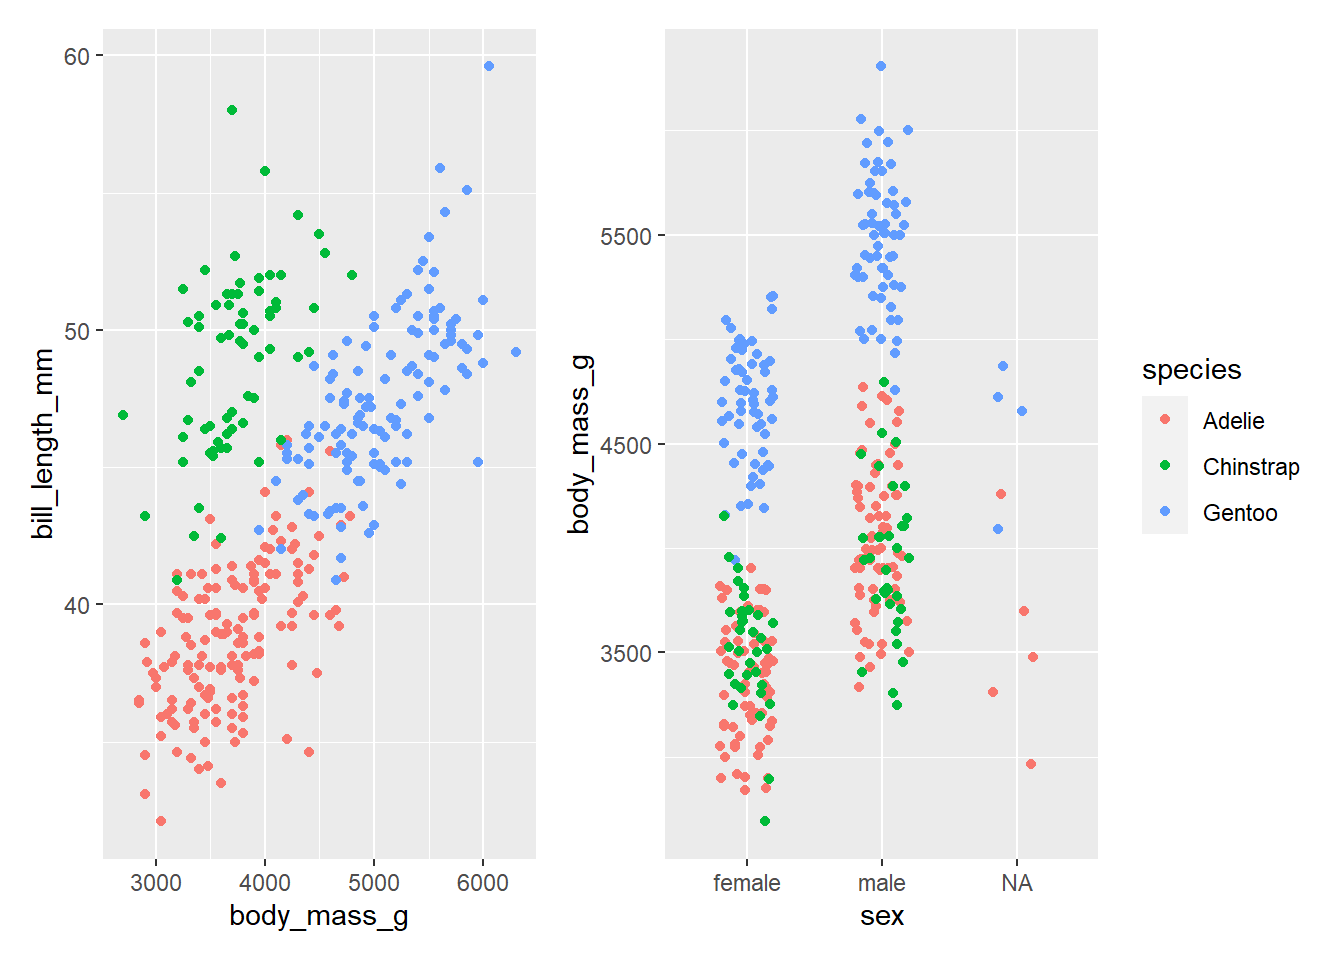 60
50
40
bill_length_mm
3000 4000 5000 6000
body_mass_g
5500
4500
3500
body_mass_g
female male NA
sex
species
Adelie
Chinstrap
Gentoo